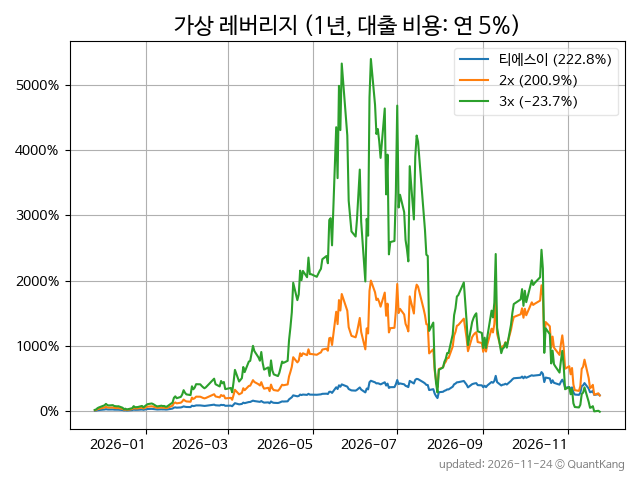 가상 레버리지 (1년, 대출 비용: 연 5%)
티에스이 (222.8%)
2x (200.9%)
3x (-23.7%)
5000%
4000%
3000%
2000%
1000%
0%
2026-01 2026-03 2026-05 2026-07 2026-09 2026-11
updated: 2026-11-24 © QuantKang